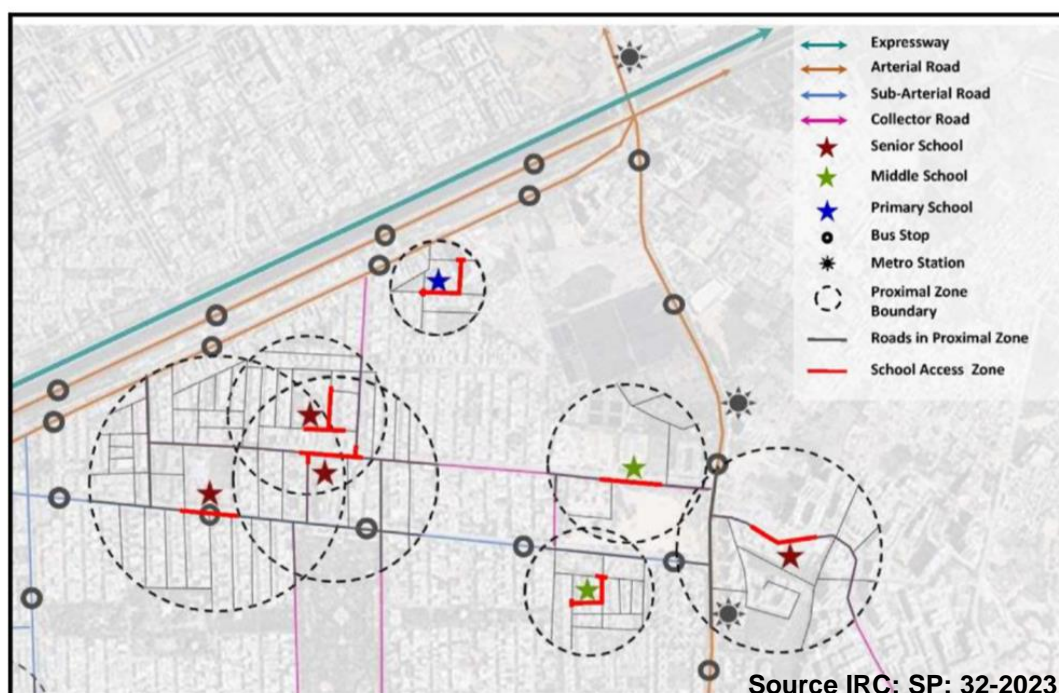 Expressway
Arterial Road
Sub-Arterial Road
Collector Road
Senior School
Middle School
Primary School
Bus Stop
Metro Station
Proximal Zone
Boundary
Roads in Proximal Zone
School Access Zone
Source IRC: SP: 32-2023